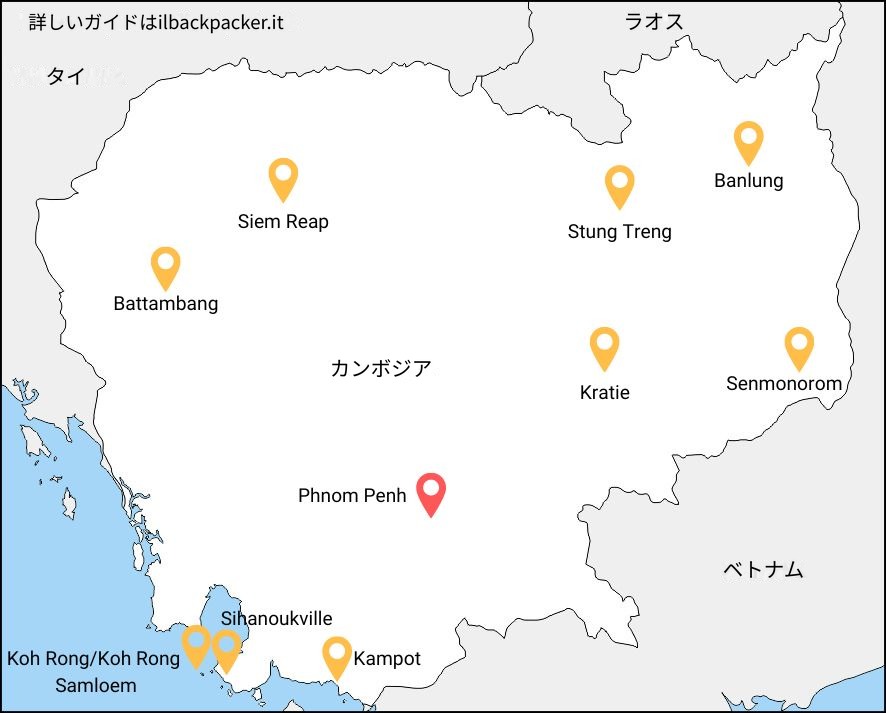 詳しいガイドはilbackpacker.it
ラオス
タイ
Banlung
Siem Reap
Stung Treng
Battambang
カンボジア
Kratie
Senmonorom
Phnom Penh
ベトナム
Sihanoukville
Koh Rong/Koh Rong
Samloem
Kampot